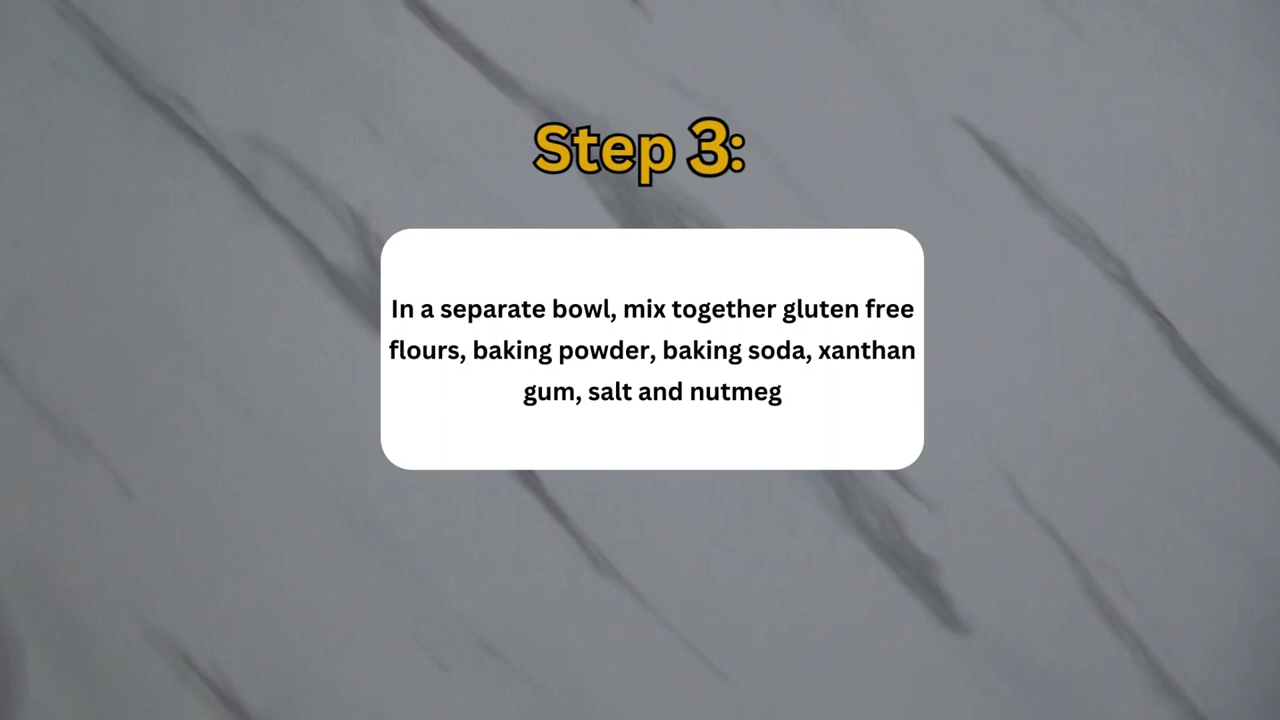 Step 3:
In a separate bowl, mix together gluten free
flours, baking powder, baking soda, xanthan
gum, salt and nutmeg